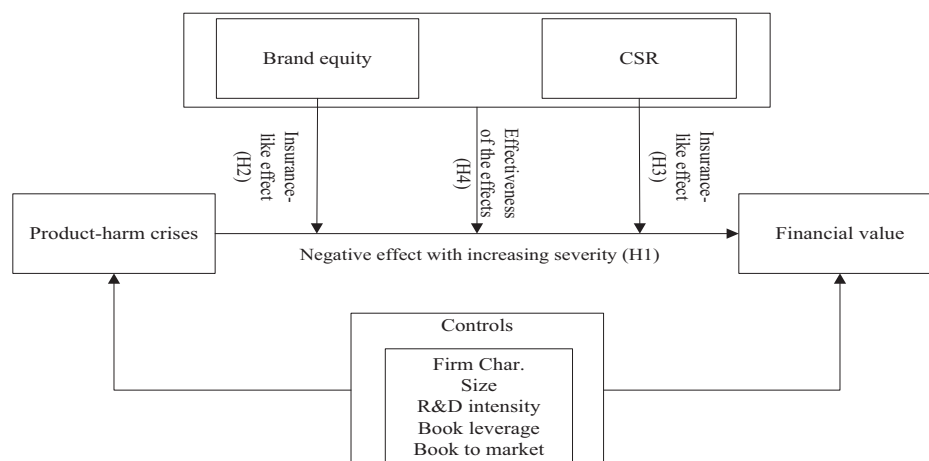 Brand equity
CSR
Insurance-
like effect
(H2)
Effectiveness
of the effects
(H4)
Insurance-
like effect
(H3)
Product-harm crises
Financial value
Negative effect with increasing severity (H1)
Controls
Firm Char.
Size
R&D intensity
Book leverage
Book to market